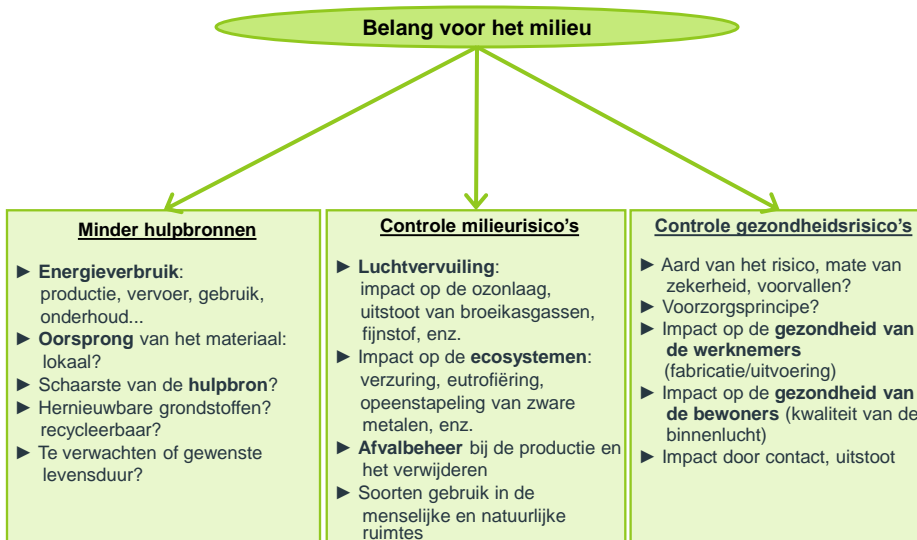 Belang voor het milieu
Minder hulpbronnen
► Energieverbruik:
productie, vervoer, gebruik,
onderhoud...
► Oorsprong van het materiaal:
lokaal?
► Schaarste van de hulpbron?
► Hernieuwbare grondstoffen?
recycleerbaar?
► Te verwachten of gewenste
levensduur?
Controle milieurisico's
► Luchtvervuiling:
impact op de ozonlaag,
uitstoot van broeikasgassen,
fijnstof, enz.
► Impact op de ecosystemen:
verzuring, eutrofiëring,
opeenstapeling van zware
metalen, enz.
► Afvalbeheer bij de productie en
het verwijderen
► Soorten gebruik in de
menselijke en natuurlijke
ruimtes
Controle gezondheidsrisico's
► Aard van het risico, mate van
zekerheid, voorvallen?
► Voorzorgsprincipe?
► Impact op de gezondheid van
de werknemers
(fabricatie/uitvoering)
► Impact op de gezondheid van
de bewoners (kwaliteit van de
binnenlucht)
► Impact door contact, uitstoot